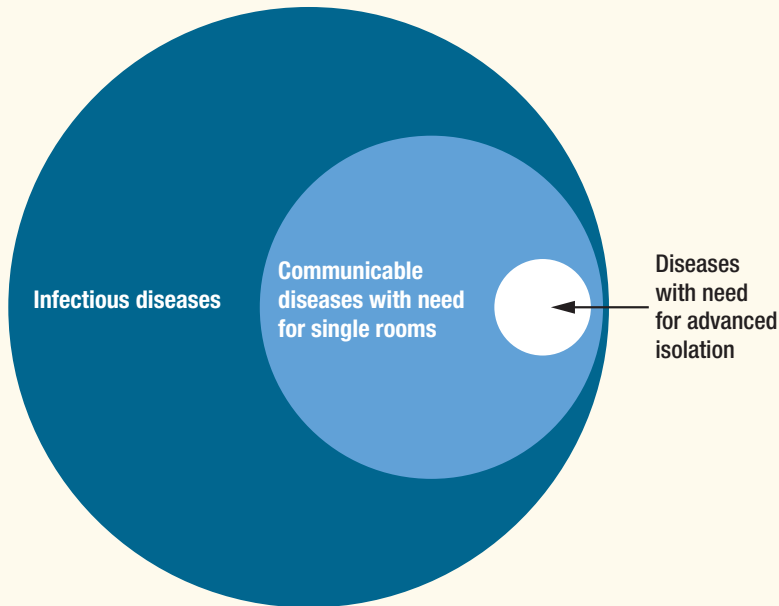 Infectious diseases
Communicable
diseases with need
for single rooms
Diseases
with need
for advanced
isolation